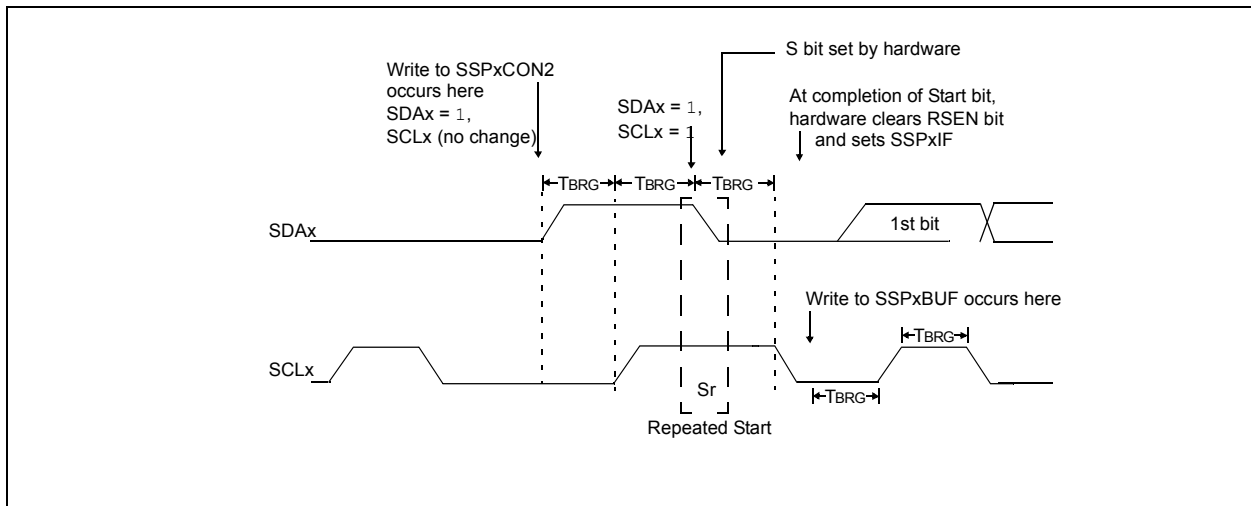 S bit set by hardware
Write to SSPxCON2
occurs here
SDAx = 1,
SCLx (no change)
SDAx = 1,
SCLx = 1
At completion of Start bit,
hardware clears RSEN bit
and sets SSPxIF
TBRG TBRG TBRG
SDAx
1st bit
Write to SSPxBUF occurs here
TBRG
SCLx
Sr
TBRG
Repeated Start